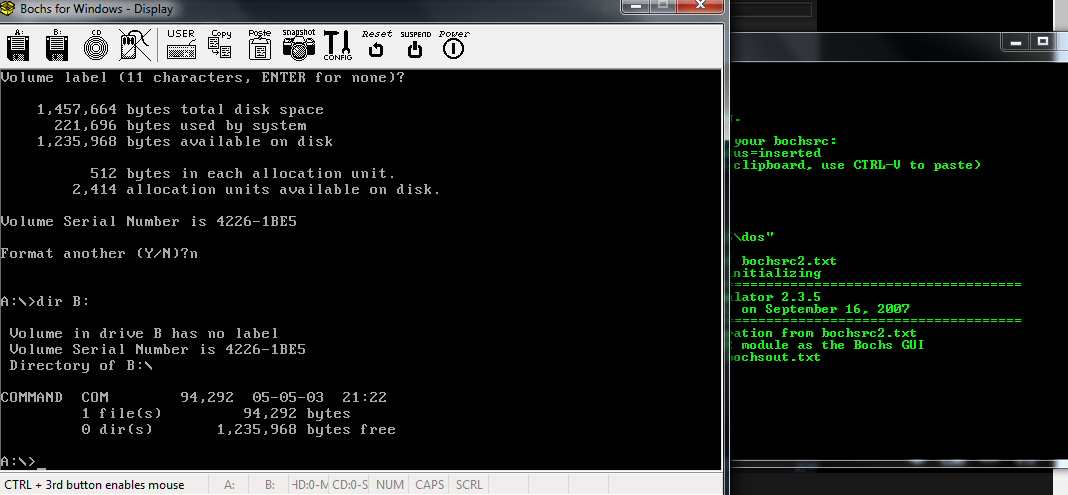 Bochs for Windows - Display
A: B: CD USER Copy Paste snapshot CONFIG Reset SUSPEND Power
Volume label (11 characters, ENTER for none)?
1,457,664 bytes total disk space
221,696 bytes used by system
1,235,968 bytes available on disk
512 bytes in each allocation unit.
2,414 allocation units available on disk.
Volume Serial Number is 4226-1BE5
Format another (Y/N)?n
A:\>dir B:
Volume in drive B has no label
Volume Serial Number is 4226-1BE5
Directory of B:\
COMMAND COM 94,292 05-05-03 21:22
1 file(s) 94,292 bytes
0 dir(s) 1,235,968 bytes free
A:\>_
CTRL + 3rd button enables mouse A: B: HD:0-M CD:0-S NUM CAPS SCRL
your bochsrc:
us=inserted
clipboard, use CTRL-V to paste)
\dos"
bochsrc2.txt
nitializing
========================================
lator 2.3.5
on September 16, 2007
========================================
ation from bochsrc2.txt
module as the Bochs GUI
bochsout.txt